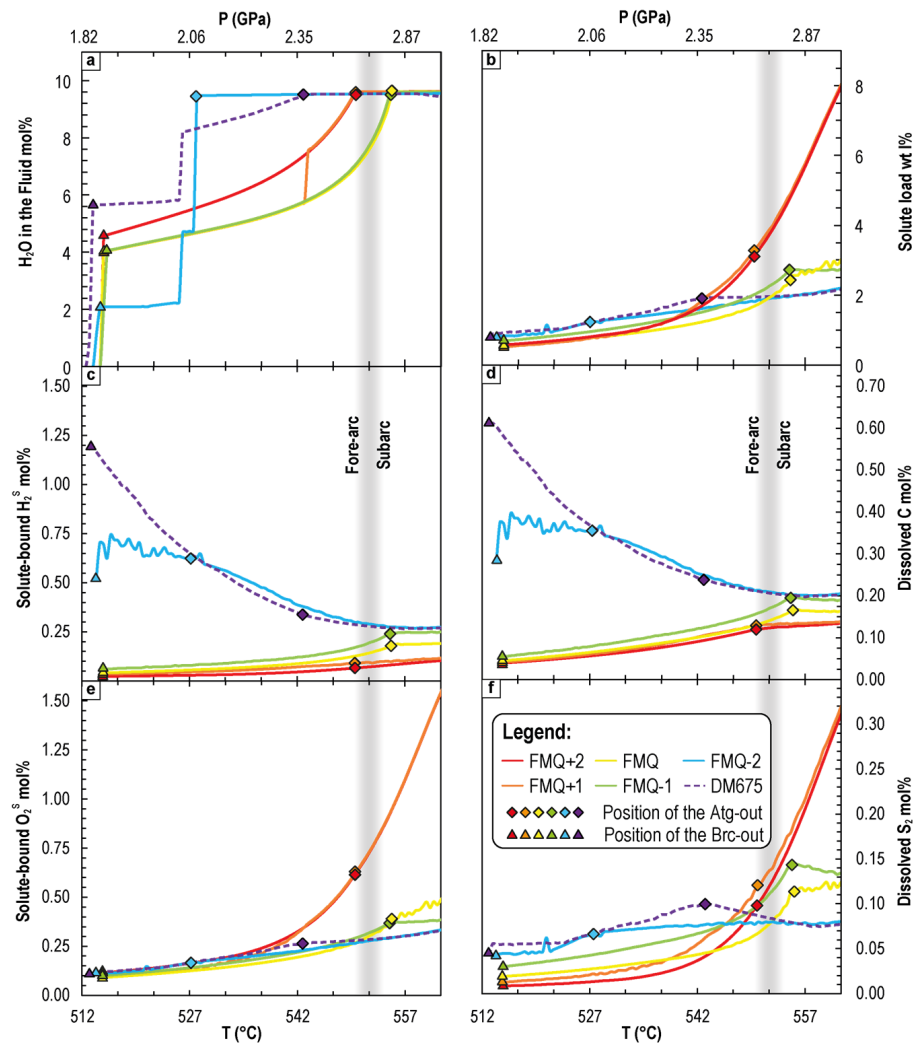 P (GPa)
P (GPa)
1.82 2.06 2.35 2.87
1.82 2.06 2.35 2.87
a
H₂O in the Fluid mol%
10
8
6
4
2
0
b
Solute load wt l%
8
6
4
2
0
c
Solute-bound H₂ˢ mol%
1.50
1.25
1.00
0.75
0.50
0.25
Fore-arc
Subarc
d
Dissolved C mol%
0.70
0.60
0.50
0.40
0.30
0.20
0.10
0.00
Fore-arc
Subarc
e
Solute-bound O₂ˢ mol%
1.50
1.25
1.00
0.75
0.50
0.25
0.00
512 527 542 557
T (°C)
f
Legend:
FMQ+2 FMQ FMQ-2
FMQ+1 FMQ-1 DM675
Position of the Atg-out
Position of the Brc-out
Dissolved S₂ mol%
0.30
0.25
0.20
0.15
0.10
0.05
0.00
512 527 542 557
T (°C)